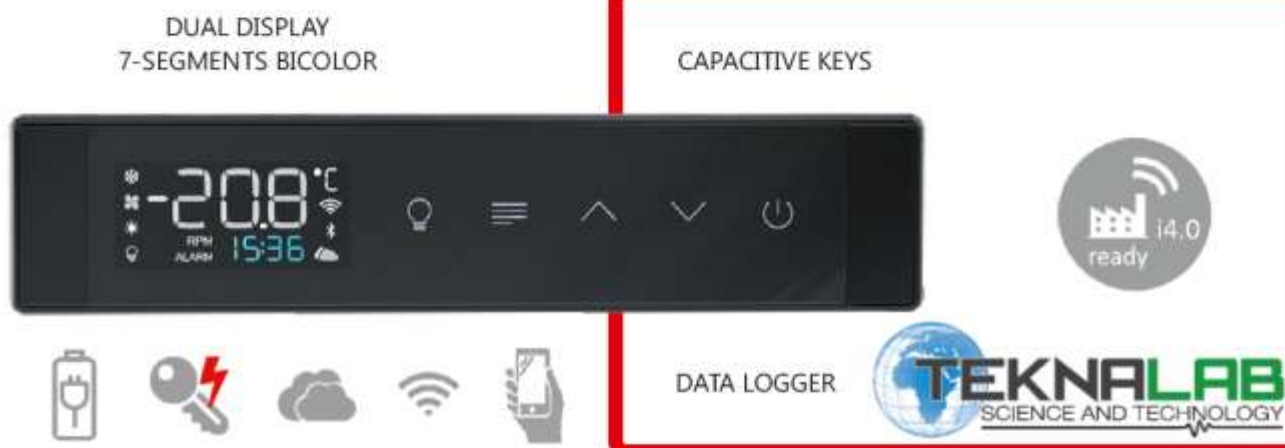 DUAL DISPLAY
7-SEGMENTS BICOLOR
CAPACITIVE KEYS
-20.8°C
RPM
ALARM
15:36
i4.0
ready
DATA LOGGER
TEKNALAB
SCIENCE AND TECHNOLOGY